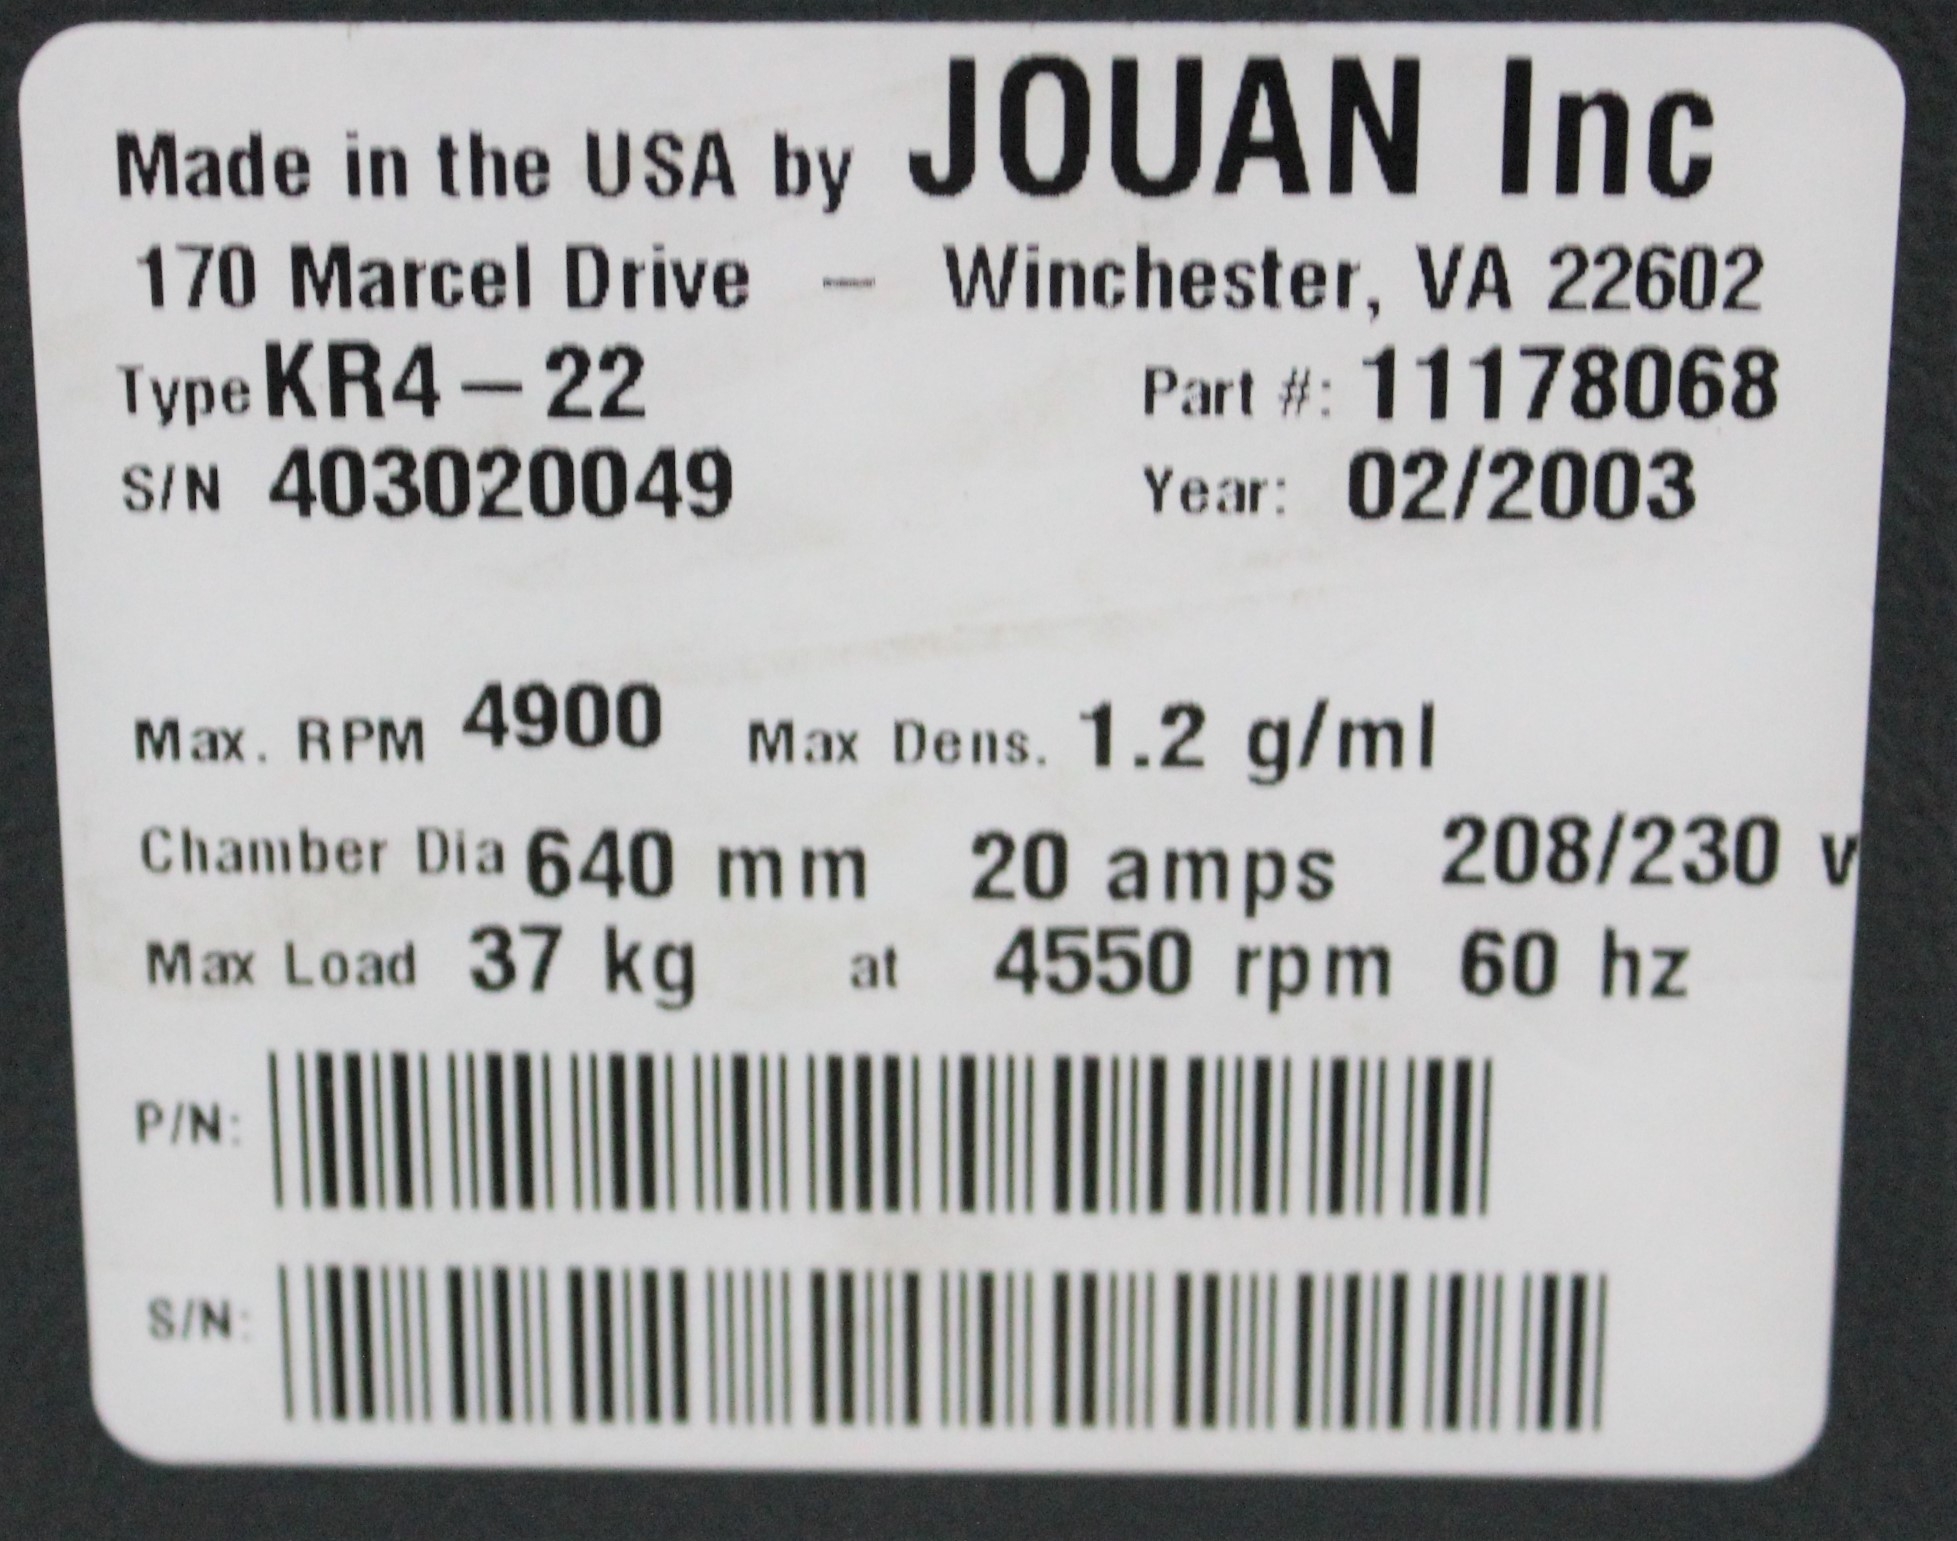 Made in the USA by JOUAN Inc
170 Marcel Drive — Winchester, VA 22602
Type KR4 — 22 Part #: 11178068
S/N 403020049 Year: 02/2003
Max. RPM 4900 Max Dens. 1.2 g/ml
Chamber Dia 640 mm 20 amps 208/230 v
Max Load 37 kg at 4550 rpm 60 hz
P/N:
S/N: